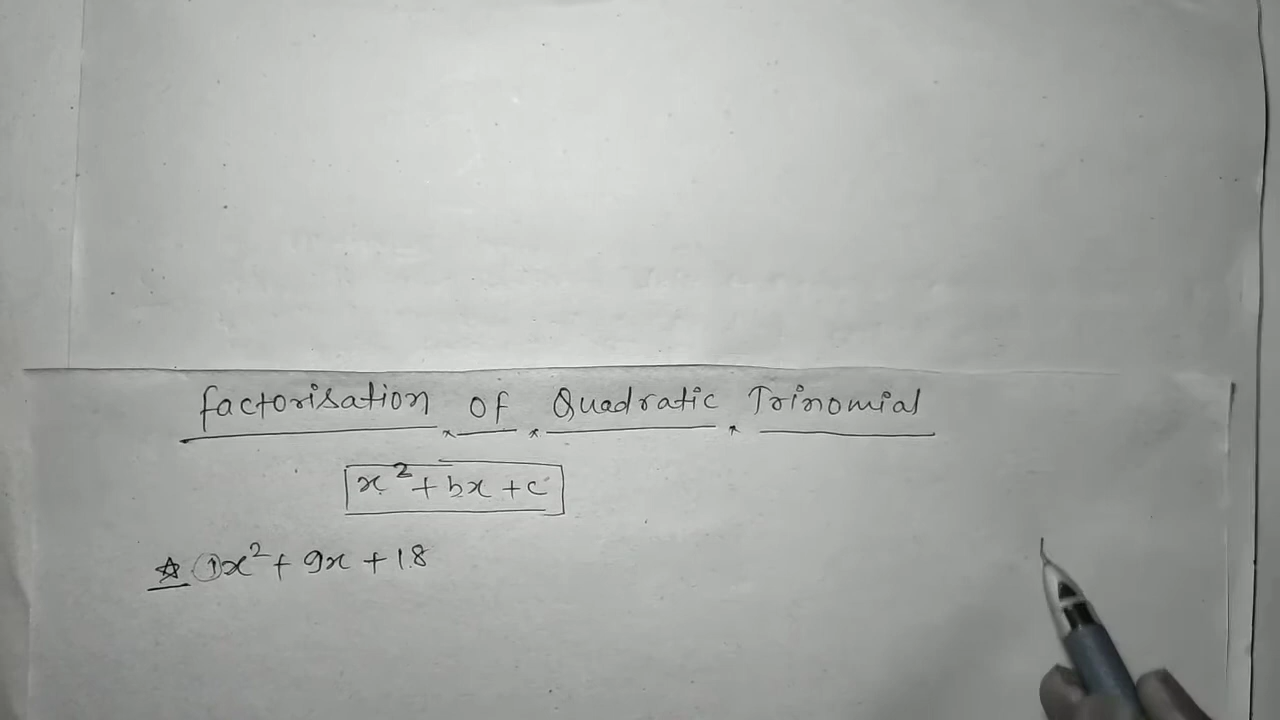 factorisation of Quadratic Trinomial
x² + bx + c
☆ ① x² + 9x + 18